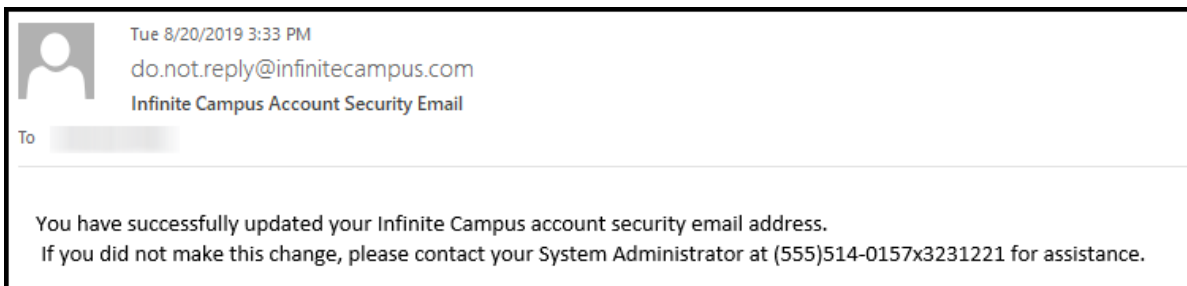 Tue 8/20/2019 3:33 PM
do.not.reply@infinitecampus.com
Infinite Campus Account Security Email
To
You have successfully updated your Infinite Campus account security email address.
If you did not make this change, please contact your System Administrator at (555)514-0157x3231221 for assistance.